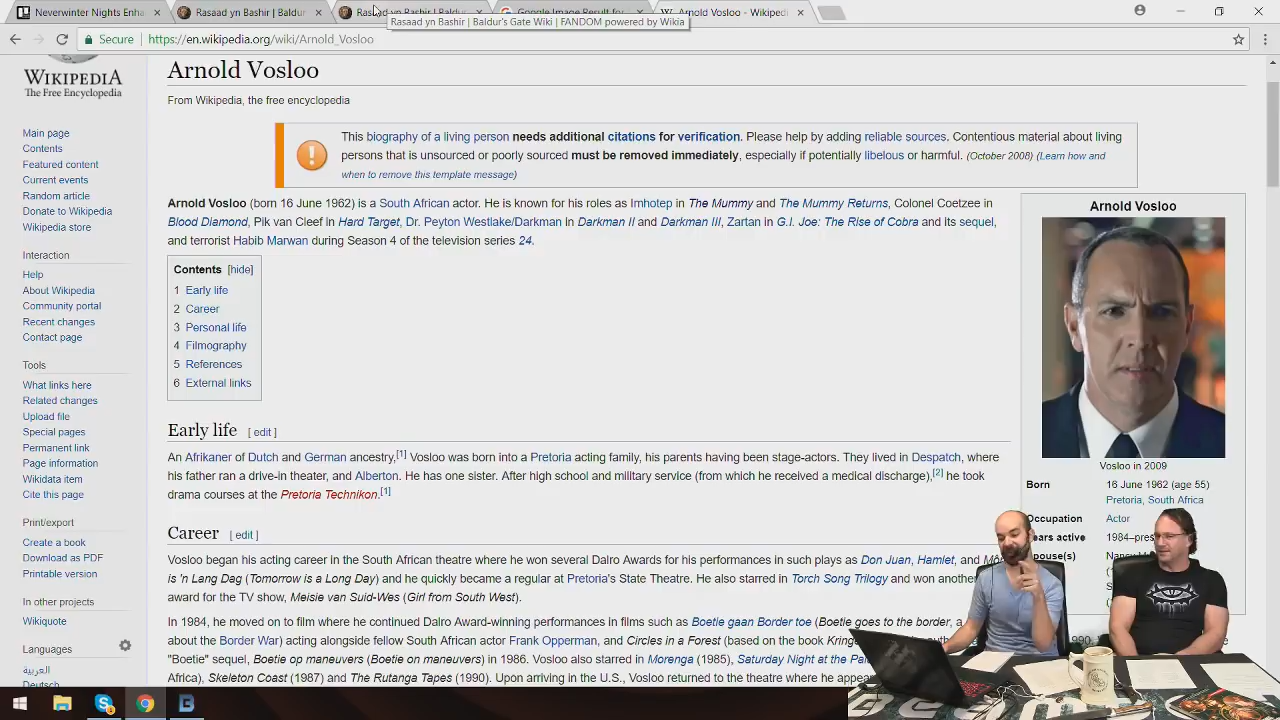 Neverwinter Nights Enha
Rasaad yn Bashir | Baldur
Rasaad yn Bashir | Baldur
Google Image Result for
Arnold Vosloo - Wikiped
Rasaad yn Bashir | Baldur's Gate Wiki | FANDOM powered by Wikia
Secure
https://en.wikipedia.org/wiki/Arnold_Vosloo
WIKIPEDIA
The Free Encyclopedia
Main page
Contents
Featured content
Current events
Random article
Donate to Wikipedia
Wikipedia store
Interaction
Help
About Wikipedia
Community portal
Recent changes
Contact page
Tools
What links here
Related changes
Upload file
Special pages
Permanent link
Page information
Wikidata item
Cite this page
Print/export
Create a book
Download as PDF
Printable version
In other projects
Wikiquote
Languages
العربية
Deutsch
Arnold Vosloo
From Wikipedia, the free encyclopedia
This biography of a living person needs additional citations for verification. Please help by adding reliable sources. Contentious material about living
persons that is unsourced or poorly sourced must be removed immediately, especially if potentially libelous or harmful. (October 2008) (Learn how and
when to remove this template message)
Arnold Vosloo (born 16 June 1962) is a South African actor. He is known for his roles as Imhotep in The Mummy and The Mummy Returns, Colonel Coetzee in
Blood Diamond, Pik van Cleef in Hard Target, Dr. Peyton Westlake/Darkman in Darkman II and Darkman III, Zartan in G.I. Joe: The Rise of Cobra and its sequel,
and terrorist Habib Marwan during Season 4 of the television series 24.
Contents [hide]
1 Early life
2 Career
3 Personal life
4 Filmography
5 References
6 External links
Early life [ edit ]
An Afrikaner of Dutch and German ancestry,[1] Vosloo was born into a Pretoria acting family, his parents having been stage-actors. They lived in Despatch, where
his father ran a drive-in theater, and Alberton. He has one sister. After high school and military service (from which he received a medical discharge),[2] he took
drama courses at the Pretoria Technikon.[1]
Career [ edit ]
Vosloo began his acting career in the South African theatre where he won several Dalro Awards for his performances in such plays as Don Juan, Hamlet, and Mô
is 'n Lang Dag (Tomorrow is a Long Day) and he quickly became a regular at Pretoria's State Theatre. He also starred in Torch Song Trilogy and won anothe
award for the TV show, Meisie van Suid-Wes (Girl from South West).
In 1984, he moved on to film where he continued Dalro Award-winning performances in films such as Boetie gaan Border toe (Boetie goes to the border, a
about the Border War) acting alongside fellow South African actor Frank Opperman, and Circles in a Forest (based on the book Kring
"Boetie" sequel, Boetie op maneuvers (Boetie on maneuvers) in 1986. Vosloo also starred in Morenga (1985), Saturday Night at the Pal
Africa), Skeleton Coast (1987) and The Rutanga Tapes (1990). Upon arriving in the U.S., Vosloo returned to the theatre where he appea
Arnold Vosloo
Vosloo in 2009
Born 16 June 1962 (age 55)
Pretoria, South Africa
Occupation Actor
ears active 1984–pres
pouse(s) Nancy M